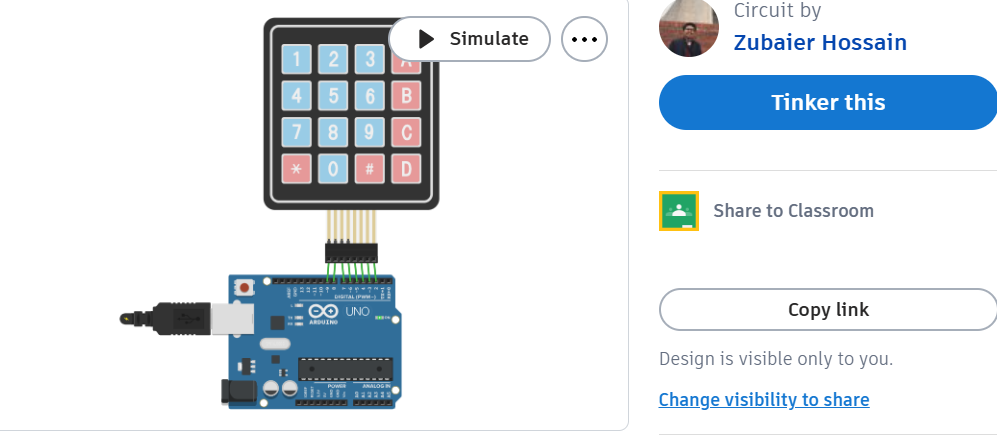 Circuit by
Zubaier Hossain
Simulate
1 2 3 A
4 5 6 B
7 8 9 C
* 0 # D
Tinker this
Share to Classroom
DIGITAL (PWM~)
UNO
ARDUINO
POWER
ANALOG IN
Copy link
Design is visible only to you.
Change visibility to share